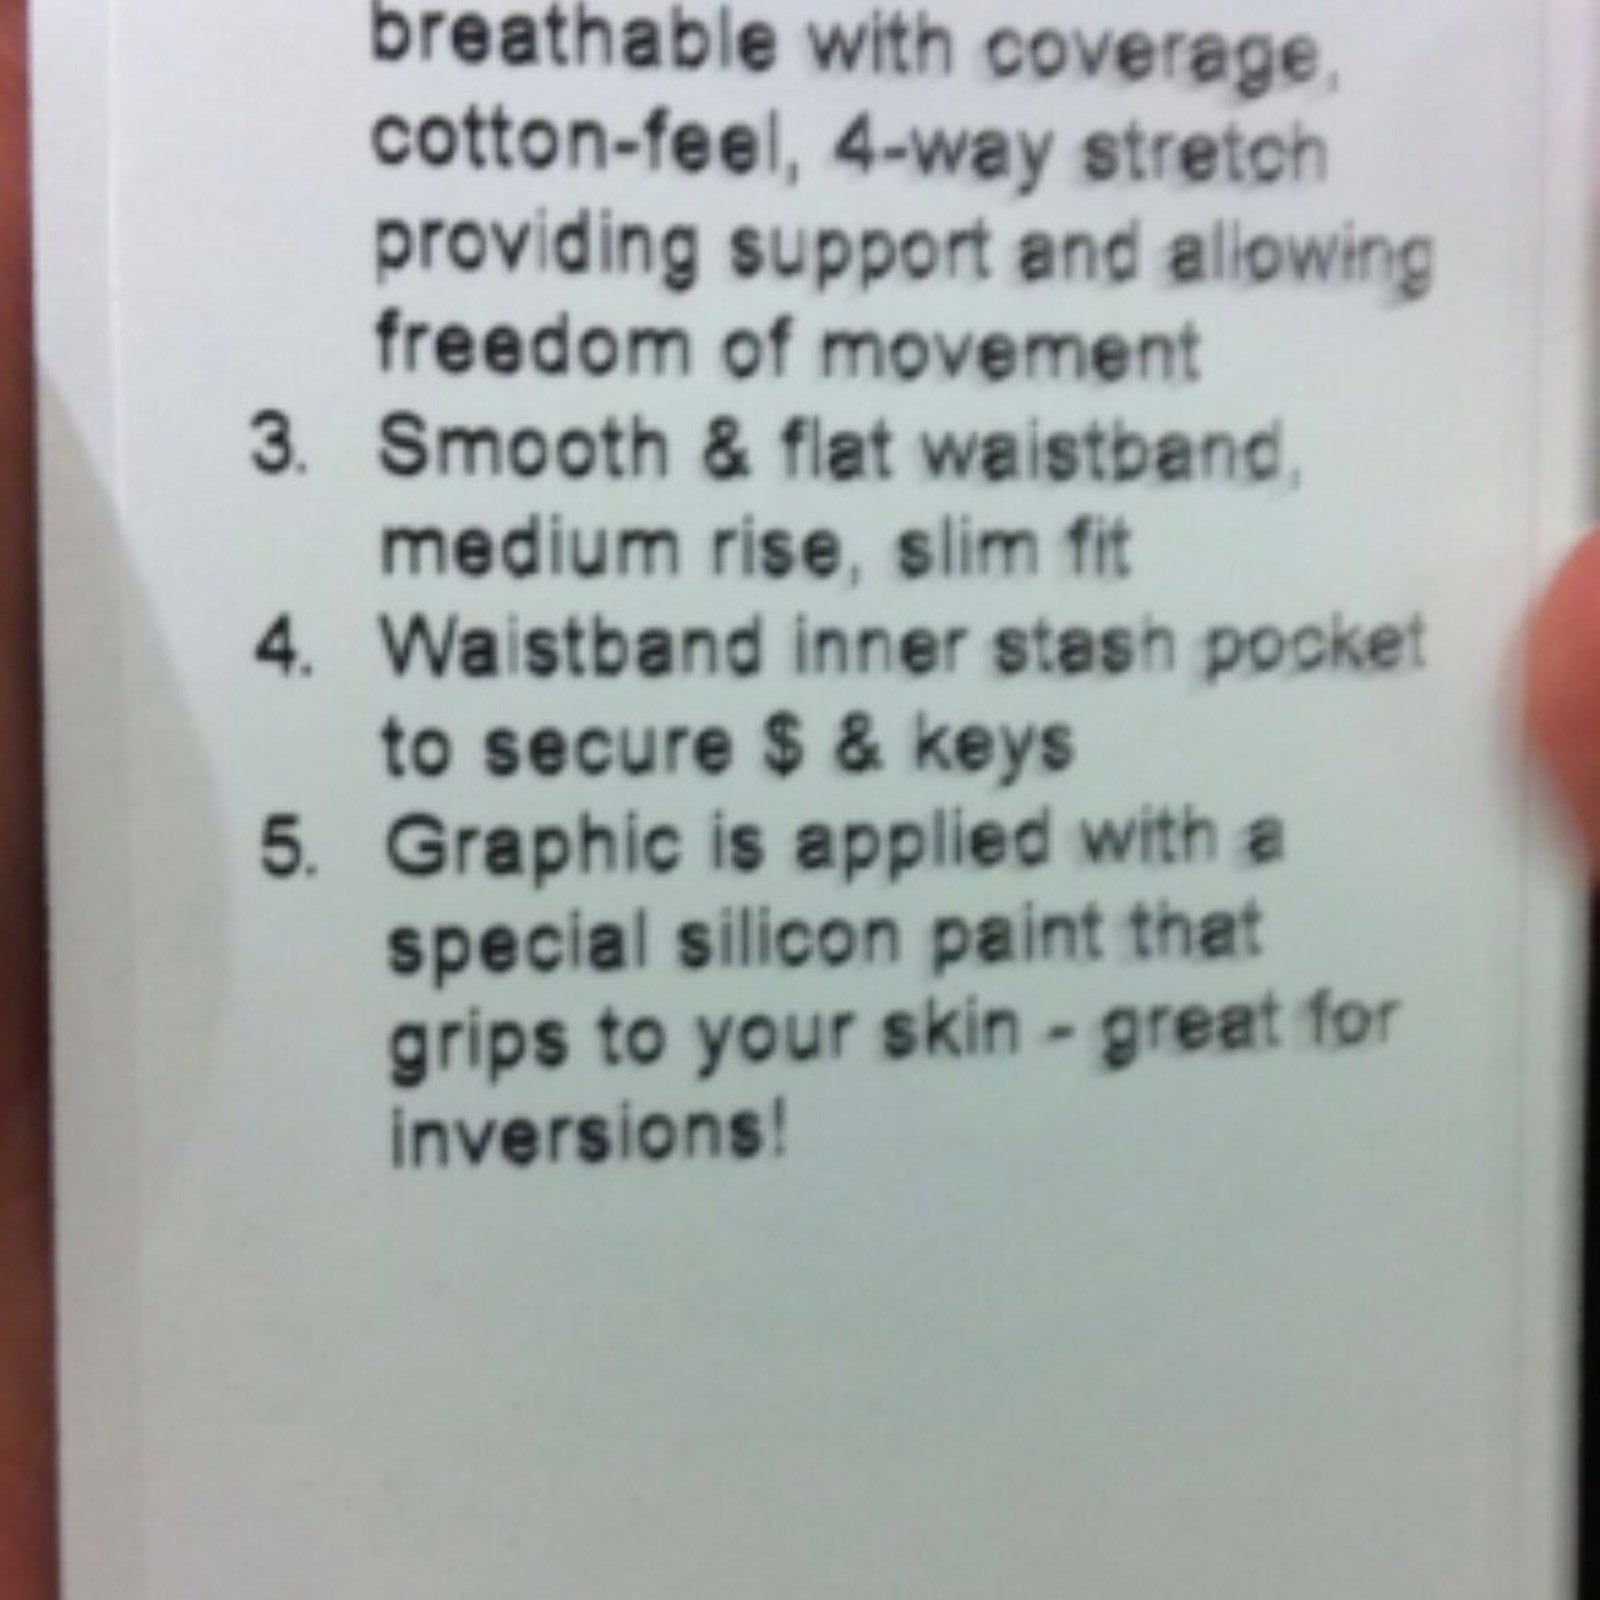 breathable with coverage,
cotton-feel, 4-way stretch
providing support and allowing
freedom of movement
3. Smooth & flat waistband,
medium rise, slim fit
4. Waistband inner stash pocket
to secure $ & keys
5. Graphic is applied with a
special silicon paint that
grips to your skin - great for
inversions!